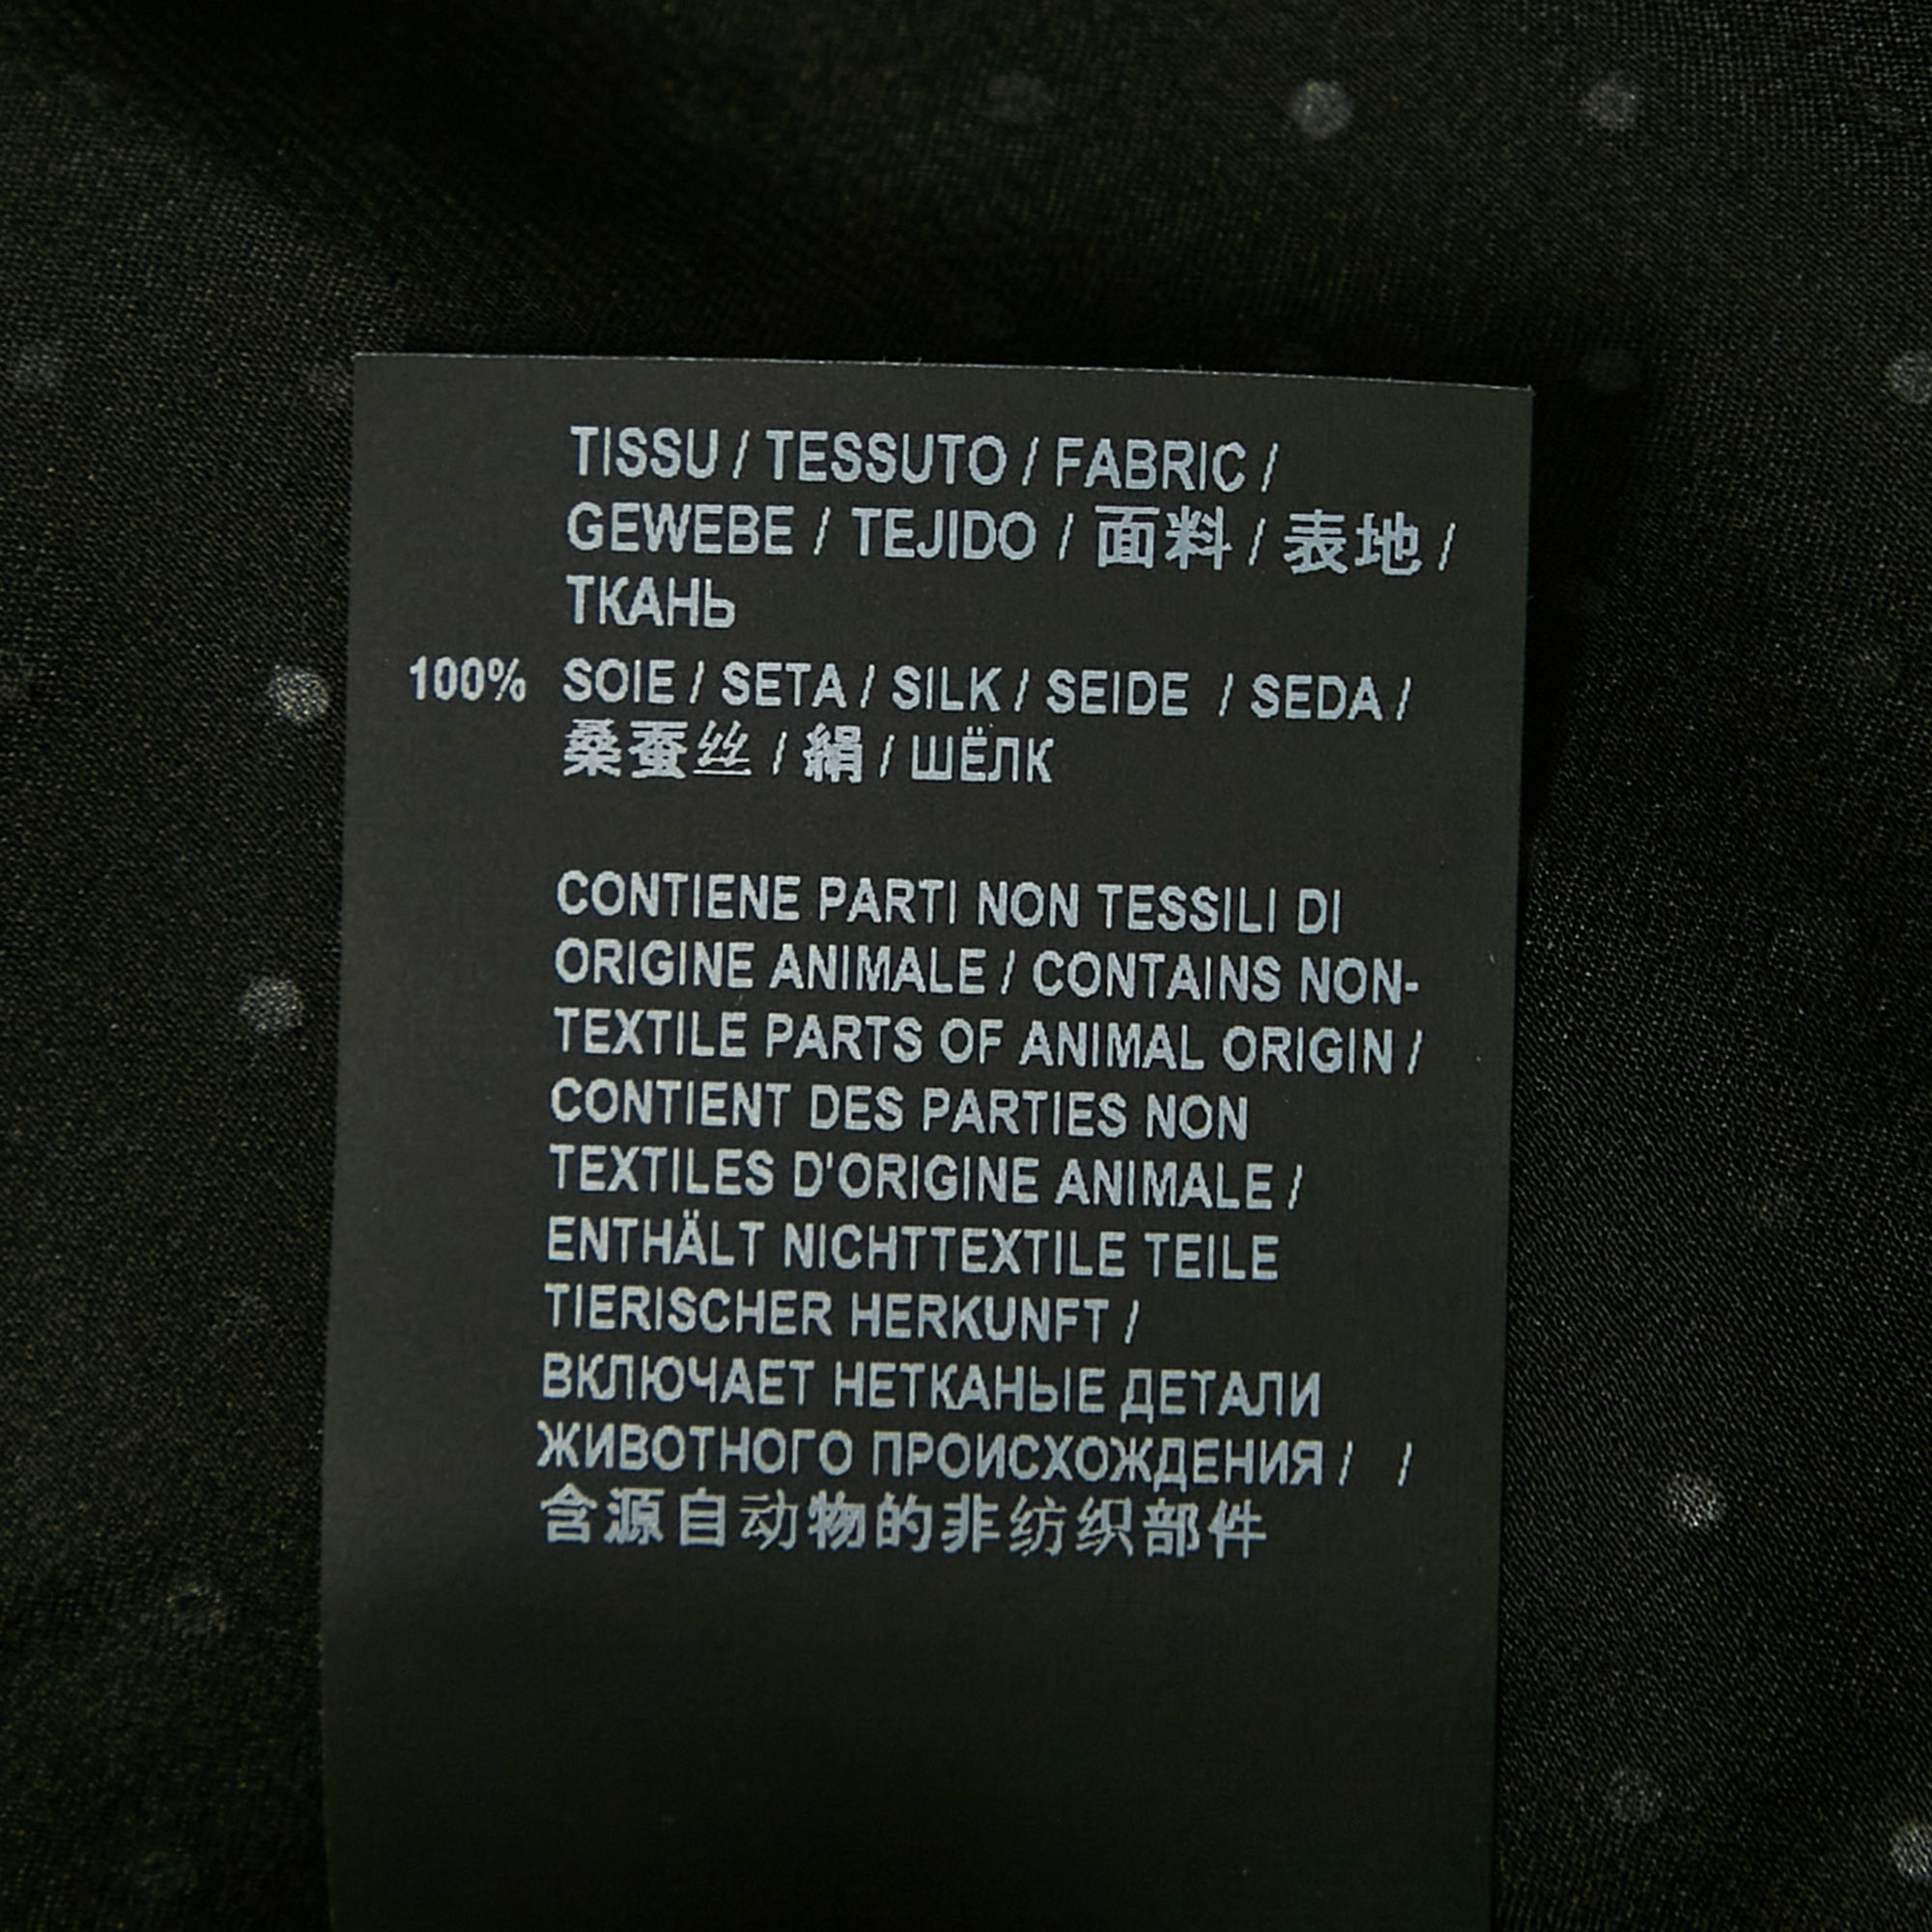 TISSU / TESSUTO / FABRIC /
GEWEBE / TEJIDO / 面料 / 表地 /
ТКАНЬ
100% SOIE / SETA / SILK / SEIDE / SEDA /
桑蚕丝 / 絹 / ШЁЛК
CONTIENE PARTI NON TESSILI DI
ORIGINE ANIMALE / CONTAINS NON-
TEXTILE PARTS OF ANIMAL ORIGIN /
CONTIENT DES PARTIES NON
TEXTILES D'ORIGINE ANIMALE /
ENTHÄLT NICHTTEXTILE TEILE
TIERISCHER HERKUNFT /
ВКЛЮЧАЕТ НЕТКАНЫЕ ДЕТАЛИ
ЖИВОТНОГО ПРОИСХОЖДЕНИЯ / /
含源自动物的非纺织部件